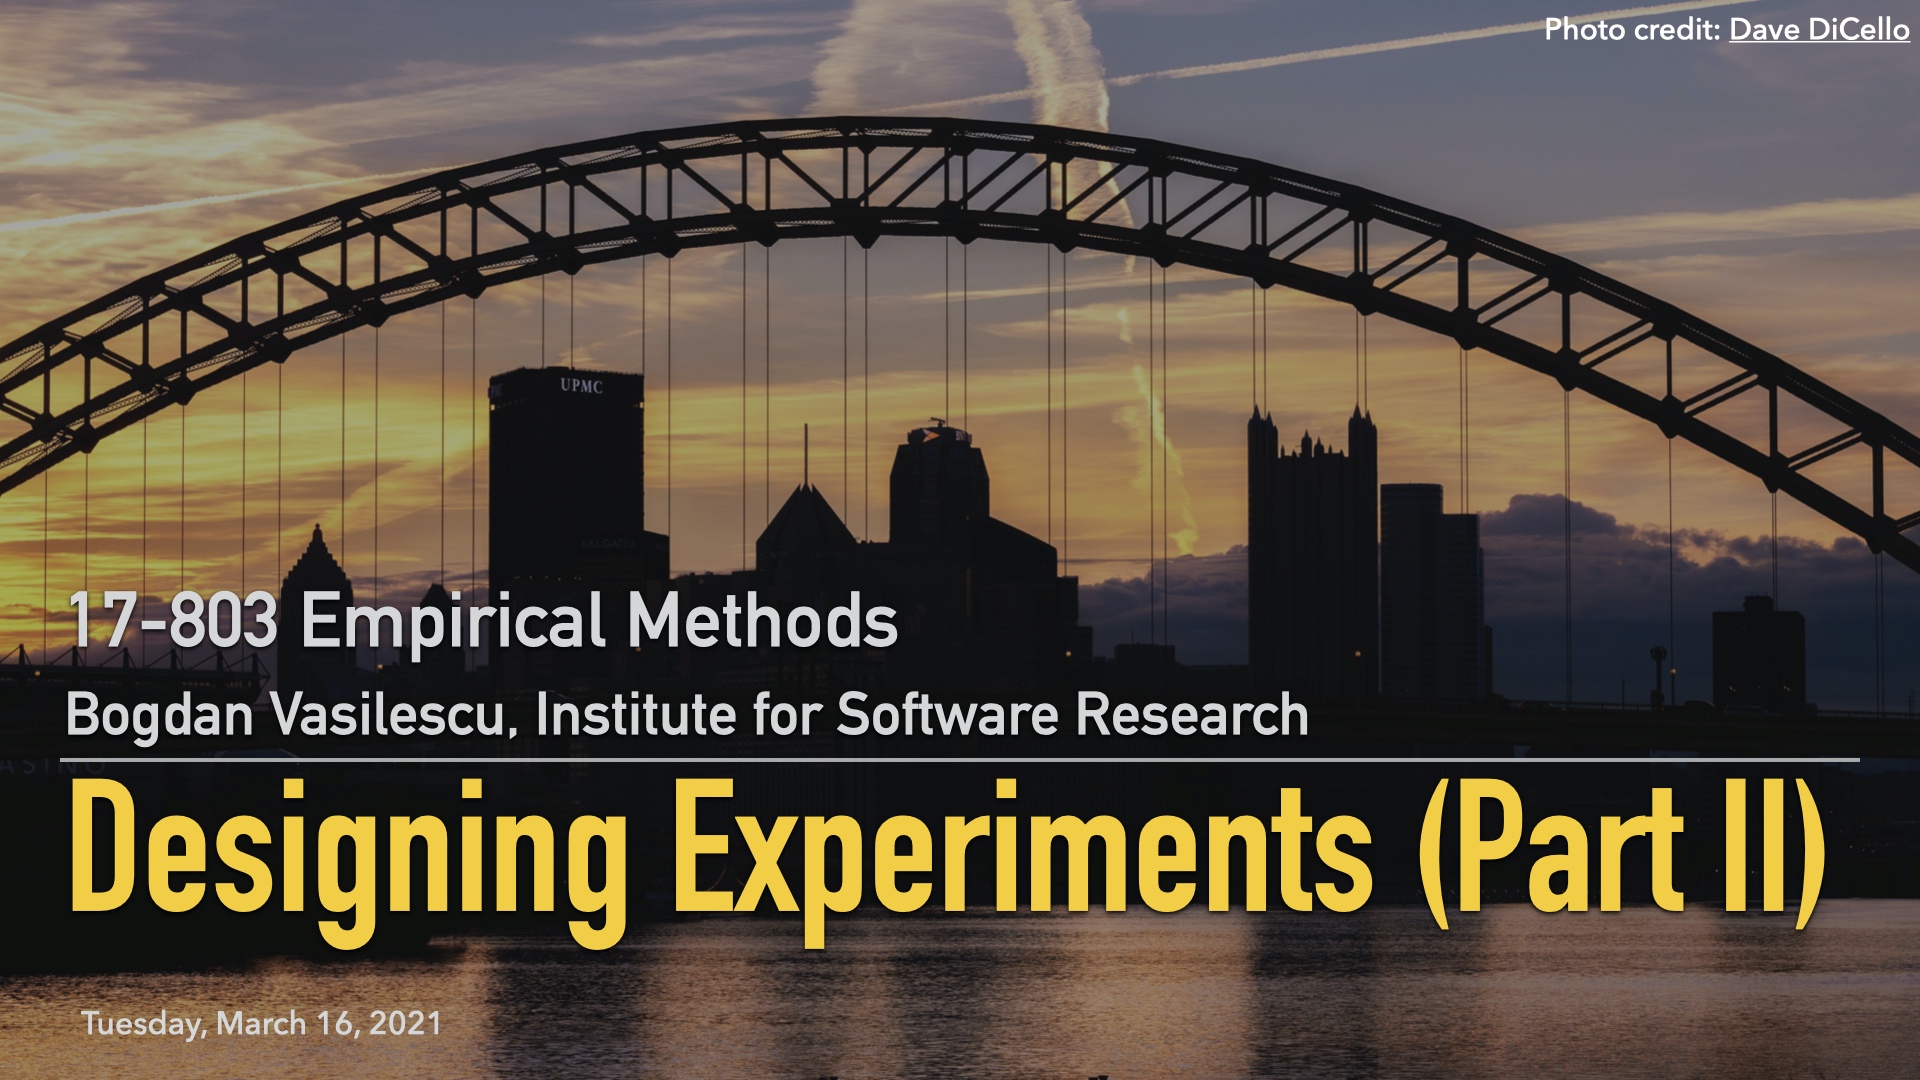 Photo credit: Dave DiCello
UPMC
17-803 Empirical Methods
Bogdan Vasilescu, Institute for Software Research
Designing Experiments (Part II)
Tuesday, March 16, 2021